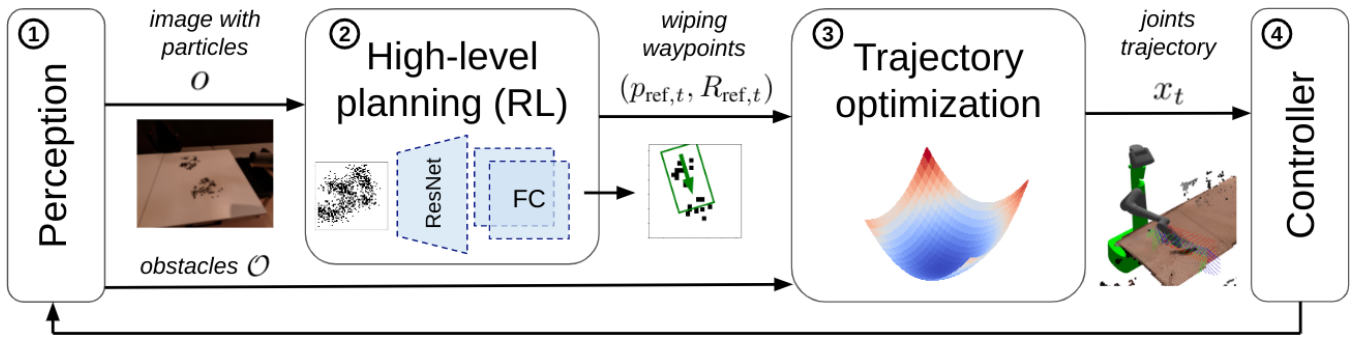 1
Perception
image with
particles
o
obstacles 𝒪
2
High-level
planning (RL)
ResNet
FC
wiping
waypoints
(p_ref,t, R_ref,t)
3
Trajectory
optimization
joints
trajectory
x_t
4
Controller